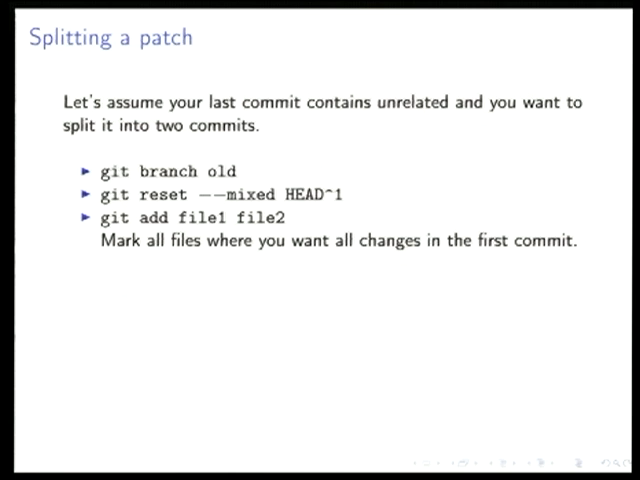 Splitting a patch
Let's assume your last commit contains unrelated and you want to
split it into two commits.
▶ git branch old
▶ git reset --mixed HEAD^1
▶ git add file1 file2
Mark all files where you want all changes in the first commit.